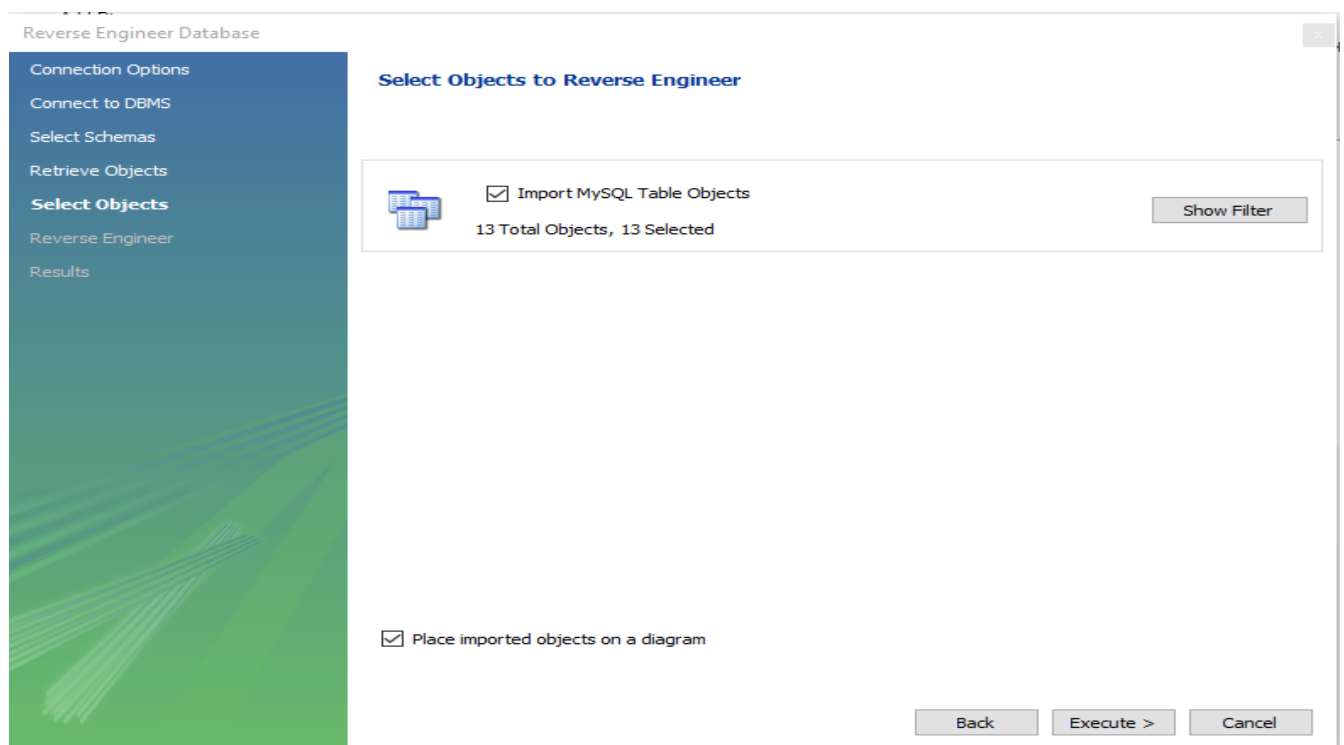 Reverse Engineer Database
Connection Options
Connect to DBMS
Select Schemas
Retrieve Objects
Select Objects
Reverse Engineer
Results
Select Objects to Reverse Engineer
Import MySQL Table Objects
13 Total Objects, 13 Selected
Show Filter
Place imported objects on a diagram
Back
Execute >
Cancel